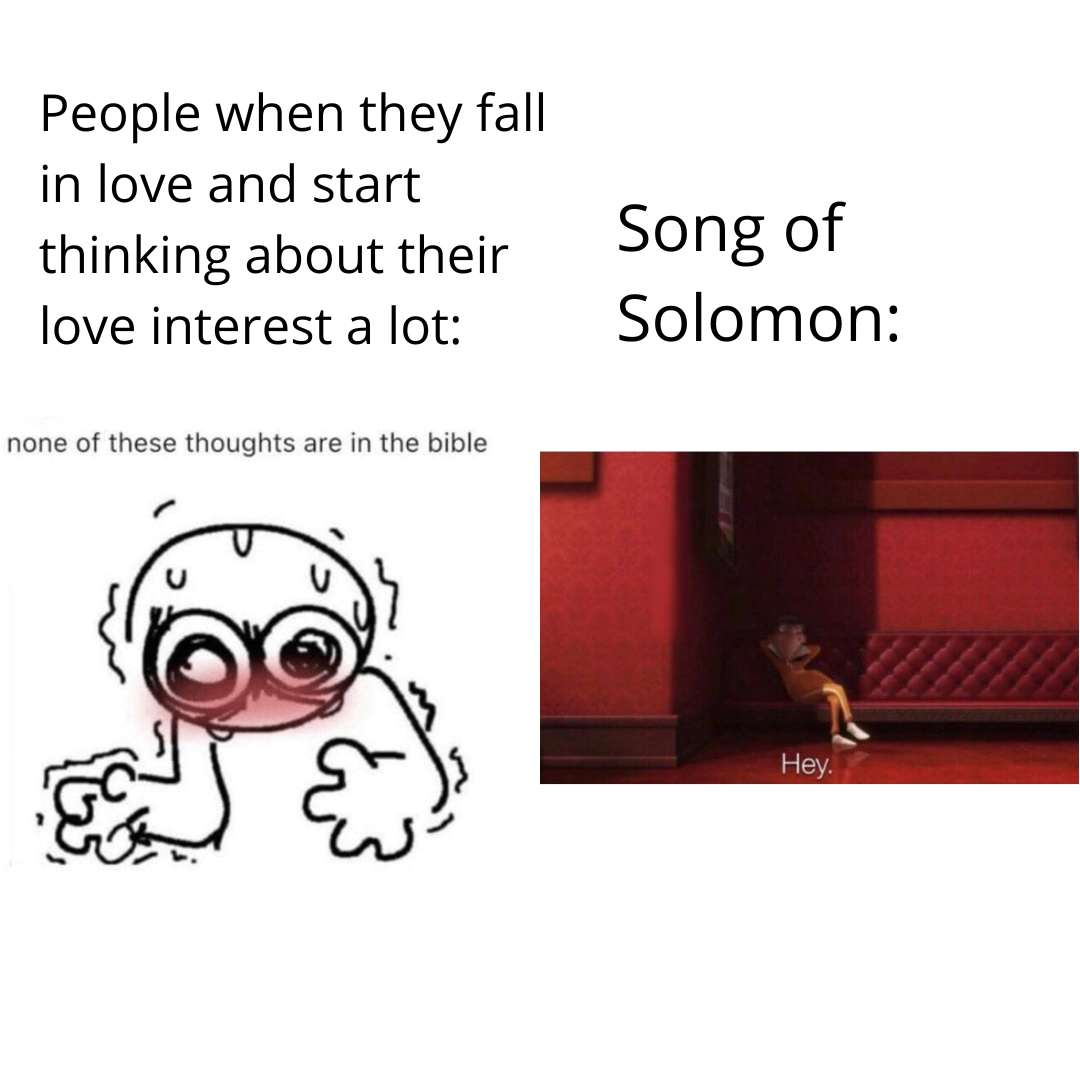 People when they fall
in love and start
thinking about their
love interest a lot:
Song of
Solomon:
none of these thoughts are in the bible
Hey.